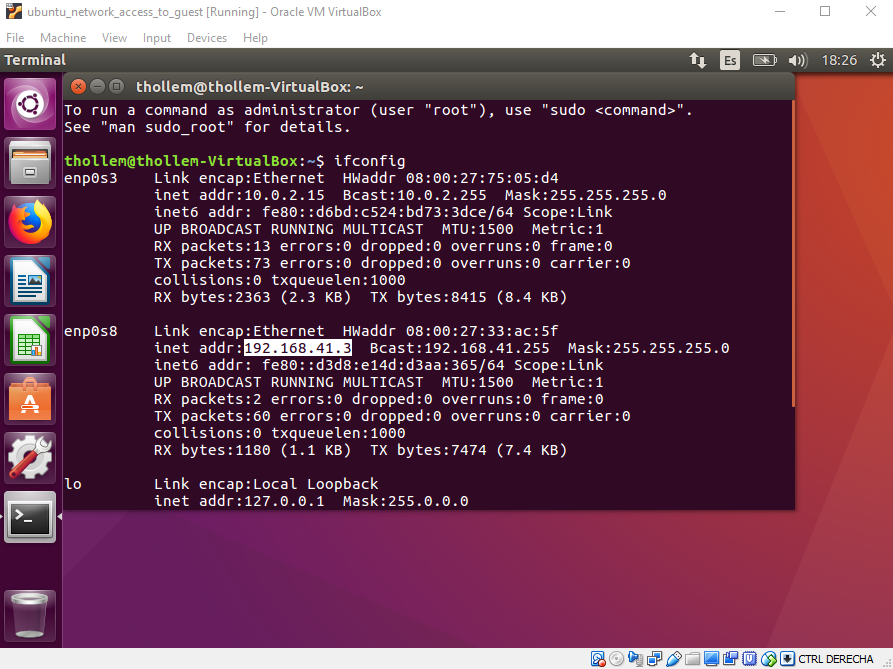 ubuntu_network_access_to_guest [Running] - Oracle VM VirtualBox
File Machine View Input Devices Help
Terminal Es 18:26
thollem@thollem-VirtualBox: ~
To run a command as administrator (user "root"), use "sudo <command>".
See "man sudo_root" for details.
thollem@thollem-VirtualBox:~$ ifconfig
enp0s3 Link encap:Ethernet HWaddr 08:00:27:75:05:d4
inet addr:10.0.2.15 Bcast:10.0.2.255 Mask:255.255.255.0
inet6 addr: fe80::d6bd:c524:bd73:3dce/64 Scope:Link
UP BROADCAST RUNNING MULTICAST MTU:1500 Metric:1
RX packets:13 errors:0 dropped:0 overruns:0 frame:0
TX packets:73 errors:0 dropped:0 overruns:0 carrier:0
collisions:0 txqueuelen:1000
RX bytes:2363 (2.3 KB) TX bytes:8415 (8.4 KB)
enp0s8 Link encap:Ethernet HWaddr 08:00:27:33:ac:5f
inet addr:192.168.41.3 Bcast:192.168.41.255 Mask:255.255.255.0
inet6 addr: fe80::d3d8:e14d:d3aa:365/64 Scope:Link
UP BROADCAST RUNNING MULTICAST MTU:1500 Metric:1
RX packets:2 errors:0 dropped:0 overruns:0 frame:0
TX packets:60 errors:0 dropped:0 overruns:0 carrier:0
collisions:0 txqueuelen:1000
RX bytes:1180 (1.1 KB) TX bytes:7474 (7.4 KB)
lo Link encap:Local Loopback
inet addr:127.0.0.1 Mask:255.0.0.0
CTRL DERECHA